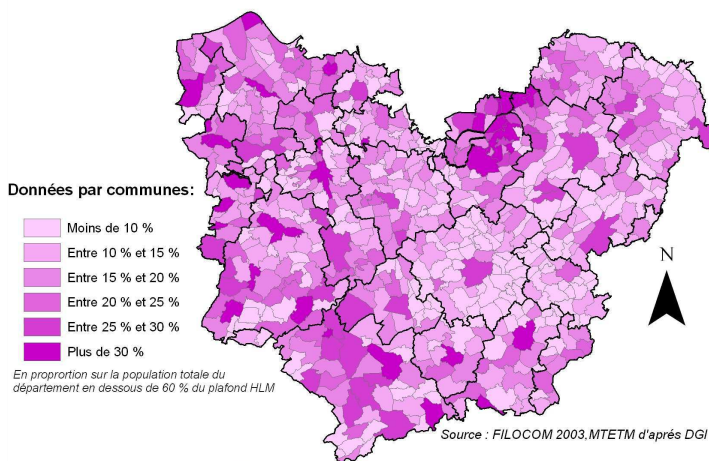 Données par communes:
Moins de 10 %
Entre 10 % et 15 %
Entre 15 % et 20 %
Entre 20 % et 25 %
Entre 25 % et 30 %
Plus de 30 %
En proportion sur la population totale du
département en dessous de 60 % du plafond HLM
N
Source : FILOCOM 2003,MTETM d'aprés DGI